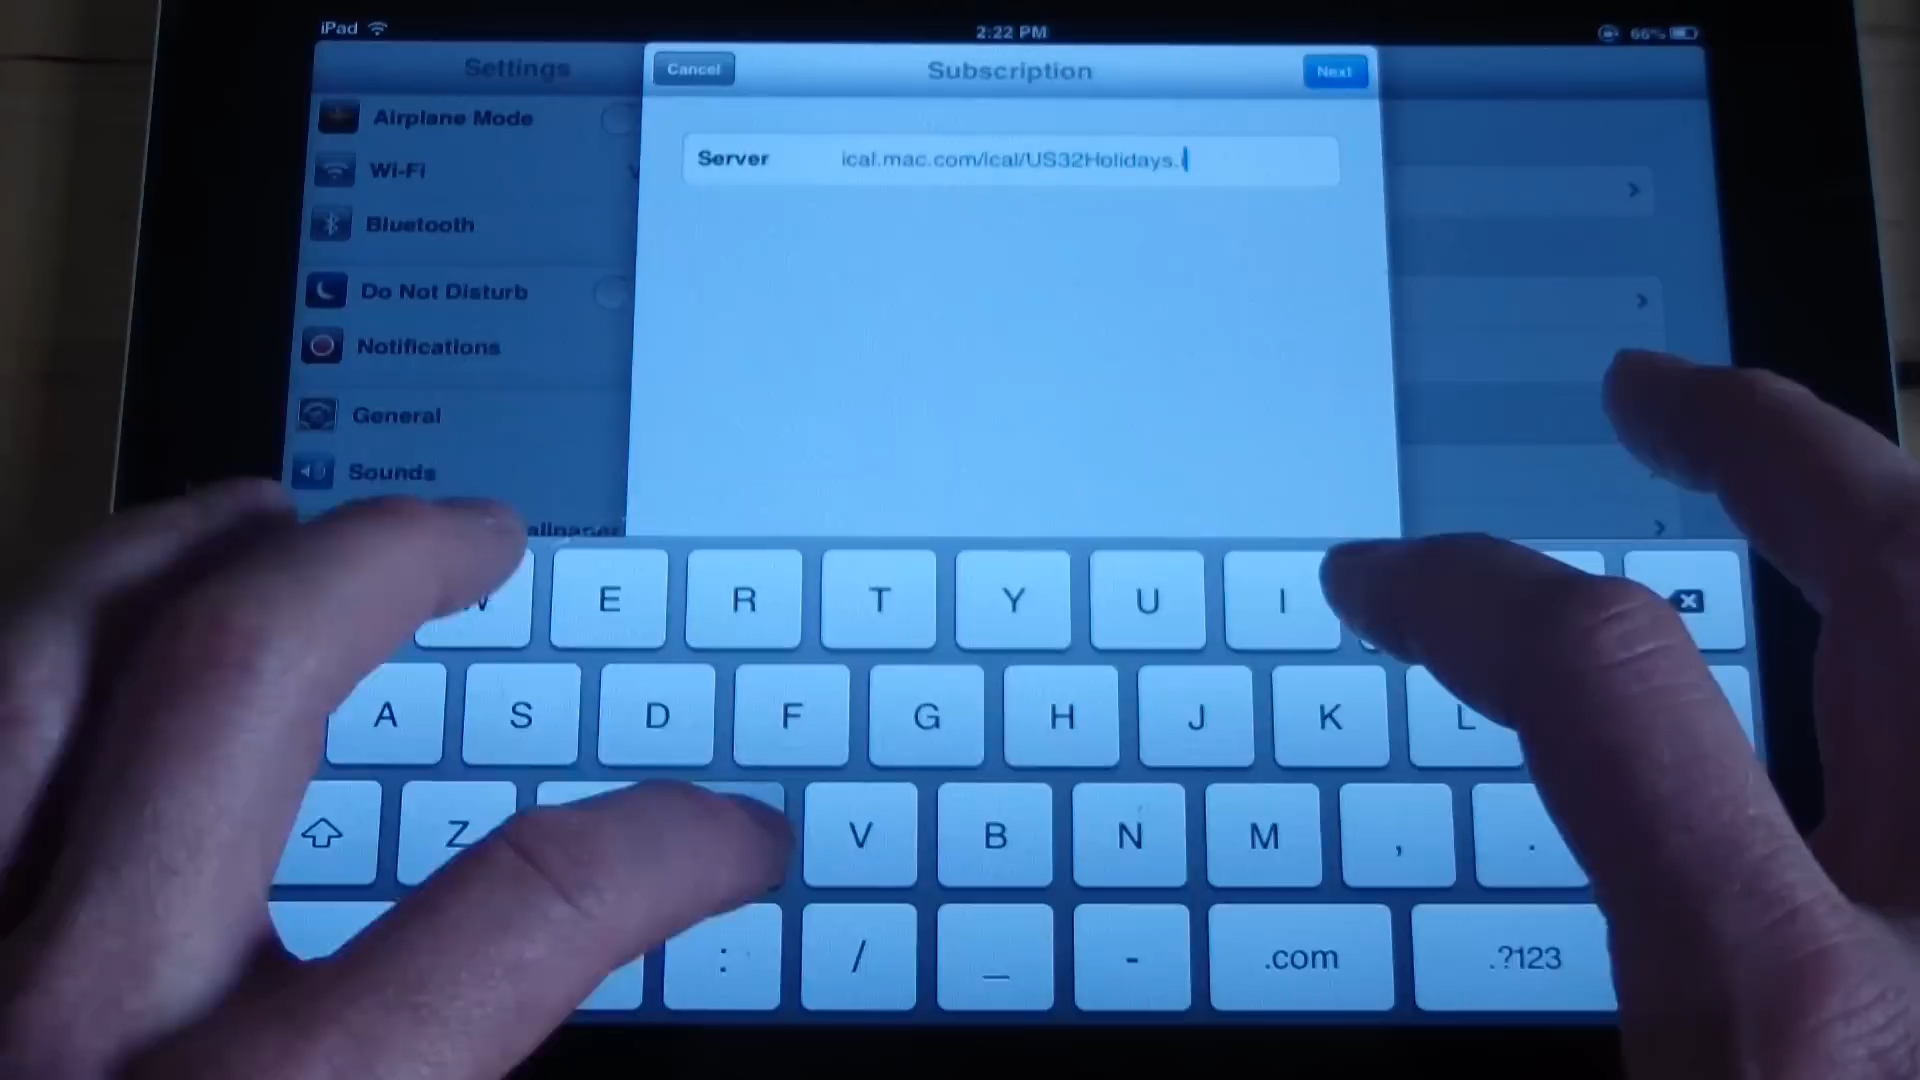 iPad
2:22 PM
66%
Settings
Cancel
Subscription
Next
Airplane Mode
Server
ical.mac.com/ical/US32Holidays.
Wi-Fi
Bluetooth
Do Not Disturb
Notifications
General
Sounds
E R T Y U I
A S D F G H J K L
Z V B N M , .
: / _ - .com .?123